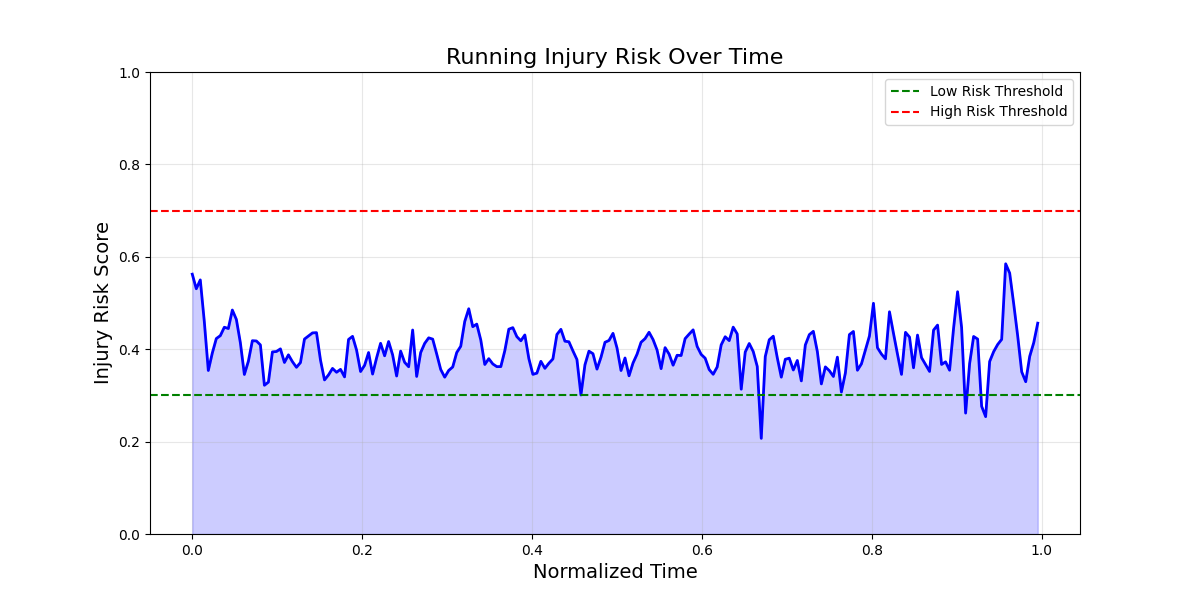 Running Injury Risk Over Time
Low Risk Threshold
High Risk Threshold
Injury Risk Score
1.0
0.8
0.6
0.4
0.2
0.0
0.0 0.2 0.4 0.6 0.8 1.0
Normalized Time